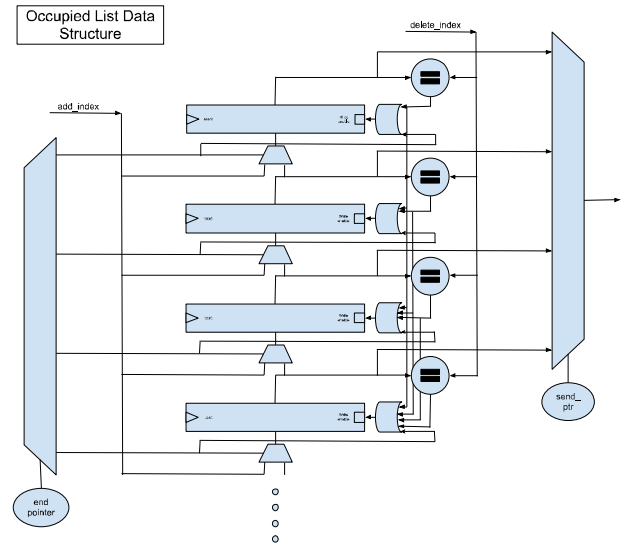 Occupied List Data
Structure
delete_index
add_index
Write
enable
Write
enable
Write
enable
send_
ptr
end
pointer